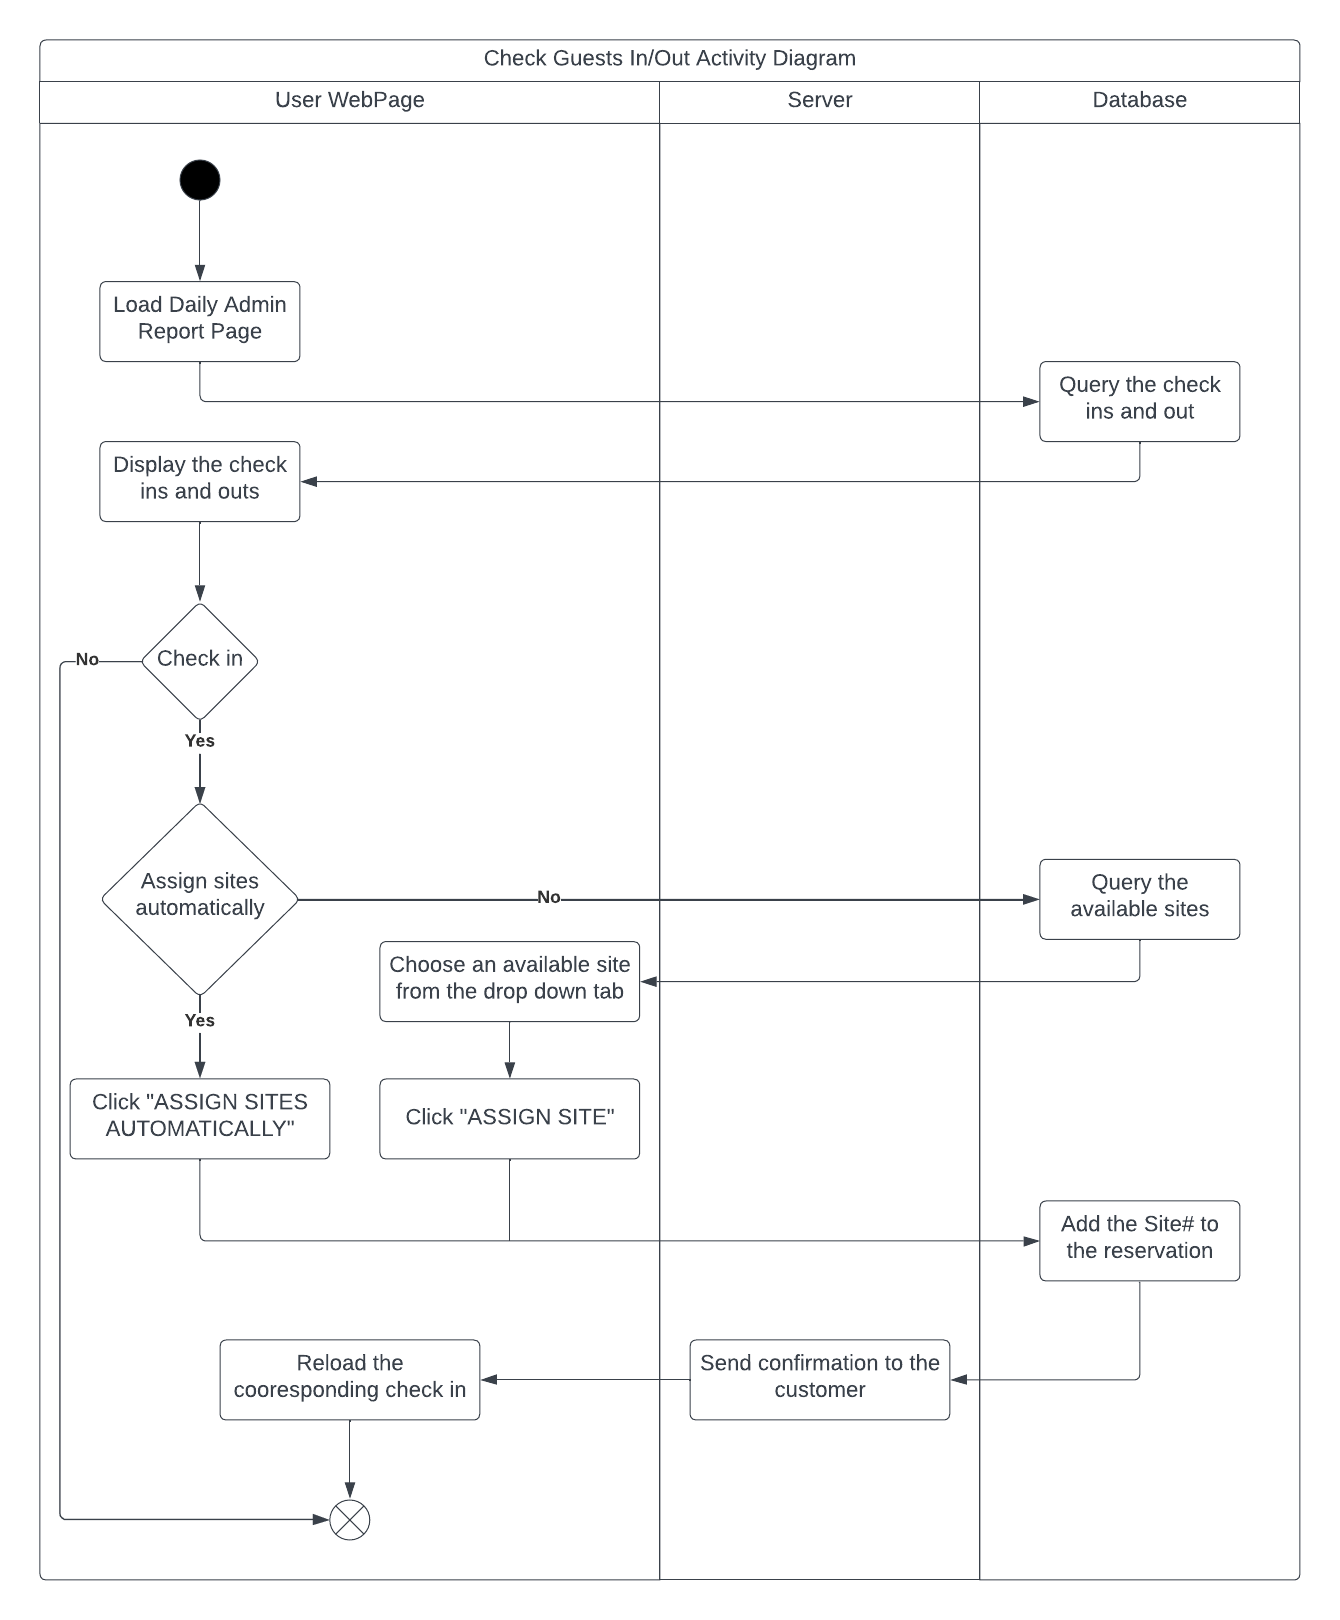 Check Guests In/Out Activity Diagram
User WebPage
Server
Database
Load Daily Admin
Report Page
Query the check
ins and out
Display the check
ins and outs
Check in
No
Yes
Assign sites
automatically
No
Query the
available sites
Choose an available site
from the drop down tab
Yes
Click "ASSIGN SITES
AUTOMATICALLY"
Click "ASSIGN SITE"
Add the Site# to
the reservation
Send confirmation to the
customer
Reload the
cooresponding check in